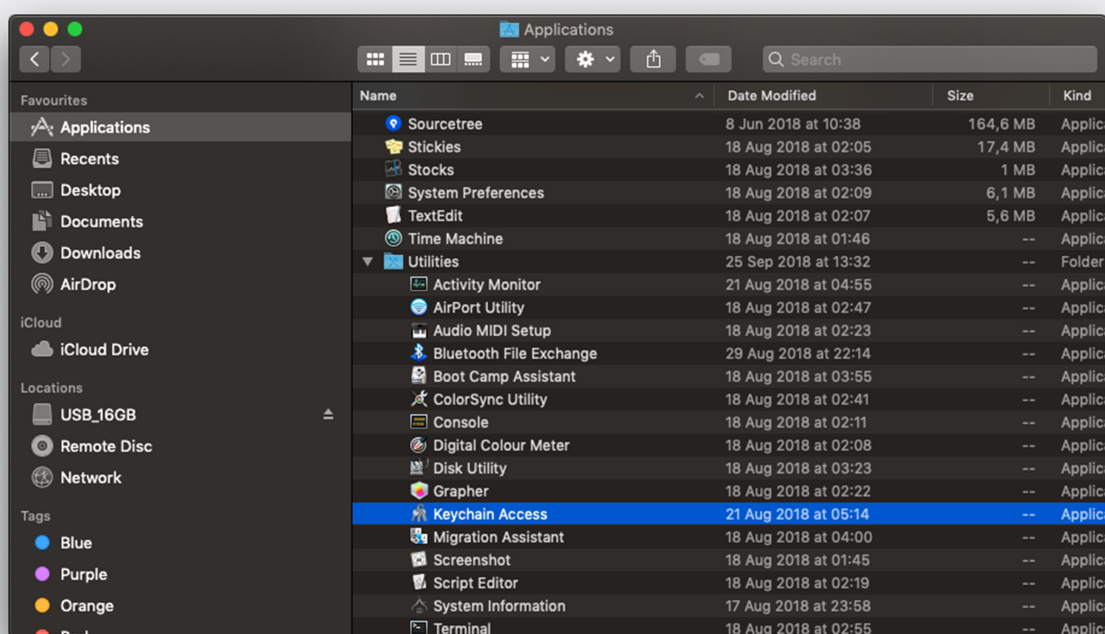 Applications
Search
Favourites
Applications
Recents
Desktop
Documents
Downloads
AirDrop
iCloud
iCloud Drive
Locations
USB_16GB
Remote Disc
Network
Tags
Blue
Purple
Orange
Name Date Modified Size Kind
Sourcetree 8 Jun 2018 at 10:38 164,6 MB Applic
Stickies 18 Aug 2018 at 02:05 17,4 MB Applic
Stocks 18 Aug 2018 at 03:36 1 MB Applic
System Preferences 18 Aug 2018 at 02:09 6,1 MB Applic
TextEdit 18 Aug 2018 at 02:07 5,6 MB Applic
Time Machine 18 Aug 2018 at 01:46 -- Applic
Utilities 25 Sep 2018 at 13:32 -- Folder
Activity Monitor 21 Aug 2018 at 04:55 -- Applic
AirPort Utility 18 Aug 2018 at 02:47 -- Applic
Audio MIDI Setup 18 Aug 2018 at 02:23 -- Applic
Bluetooth File Exchange 29 Aug 2018 at 22:14 -- Applic
Boot Camp Assistant 18 Aug 2018 at 03:55 -- Applic
ColorSync Utility 18 Aug 2018 at 02:41 -- Applic
Console 18 Aug 2018 at 02:11 -- Applic
Digital Colour Meter 18 Aug 2018 at 02:08 -- Applic
Disk Utility 18 Aug 2018 at 03:23 -- Applic
Grapher 18 Aug 2018 at 02:22 -- Applic
Keychain Access 21 Aug 2018 at 05:14 -- Applic
Migration Assistant 18 Aug 2018 at 04:00 -- Applic
Screenshot 18 Aug 2018 at 01:45 -- Applic
Script Editor 18 Aug 2018 at 02:19 -- Applic
System Information 17 Aug 2018 at 23:58 -- Applic
Terminal 18 Aug 2018 at 02:55 -- Applic